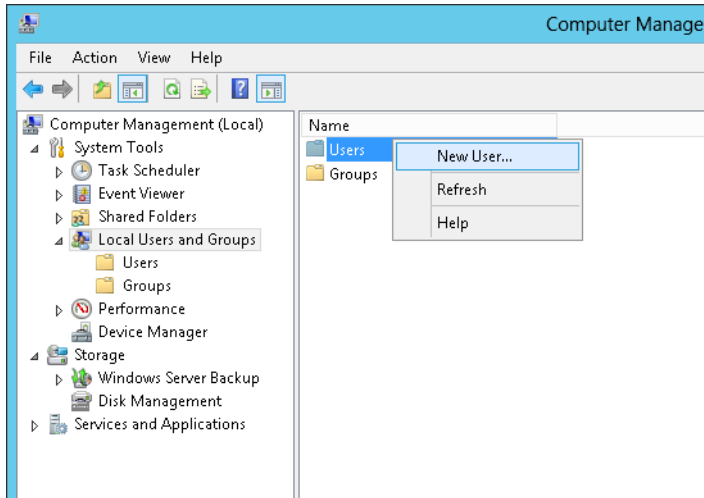 Computer Manage
File Action View Help
Computer Management (Local)
System Tools
Task Scheduler
Event Viewer
Shared Folders
Local Users and Groups
Users
Groups
Performance
Device Manager
Storage
Windows Server Backup
Disk Management
Services and Applications
Name
Users
Groups
New User...
Refresh
Help